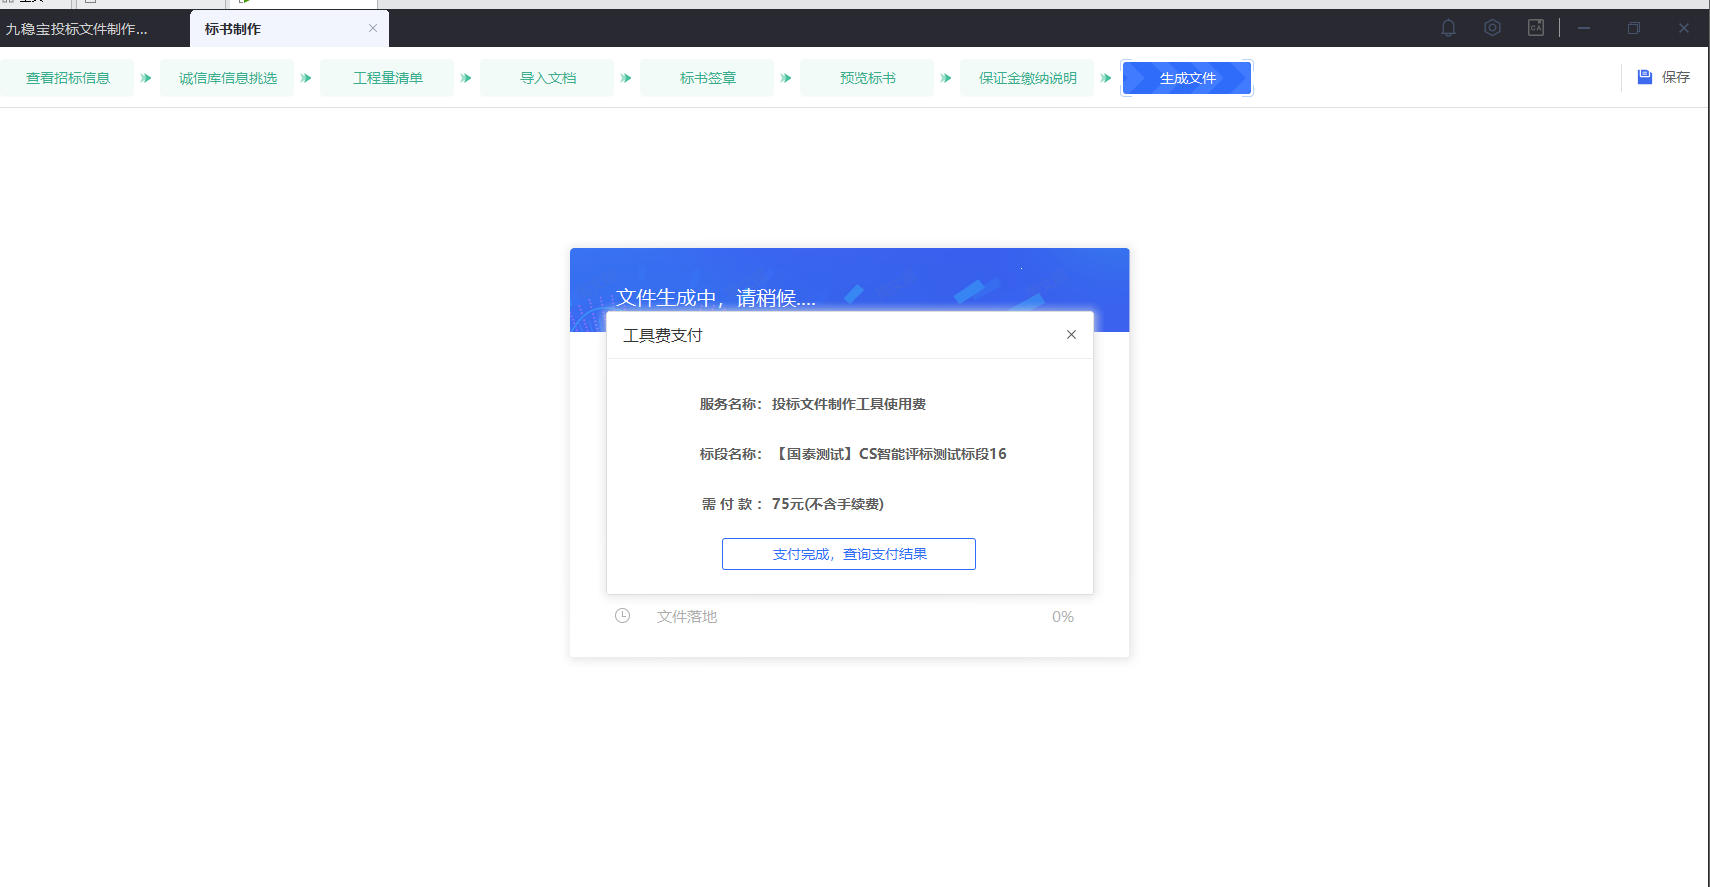 九稳宝投标文件制作...
标书制作
查看招标信息
诚信库信息挑选
工程量清单
导入文档
标书签章
预览标书
保证金缴纳说明
生成文件
保存
文件生成中，请稍候....
工具费支付
服务名称： 投标文件制作工具使用费
标段名称： 【国泰测试】CS智能评标测试标段16
需 付 款： 75元(不含手续费)
支付完成，查询支付结果
文件落地 0%